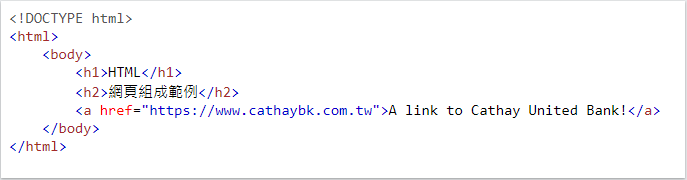 <!DOCTYPE html>
<html>
<body>
<h1>HTML</h1>
<h2>網頁組成範例</h2>
<a href="https://www.cathaybk.com.tw">A link to Cathay United Bank!</a>
</body>
</html>